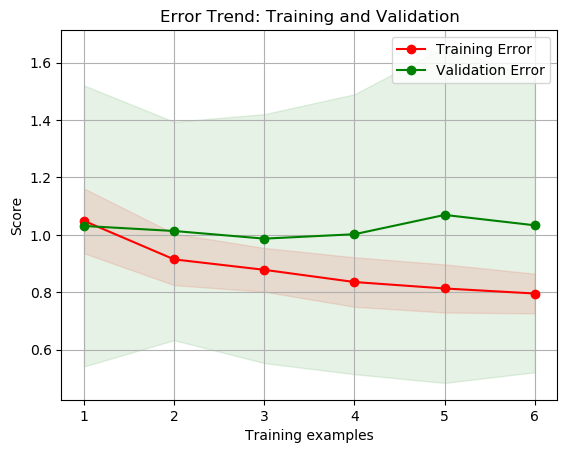 Error Trend: Training and Validation
Training Error
Validation Error
1.6
1.4
1.2
1.0
0.8
0.6
Score
1 2 3 4 5 6
Training examples